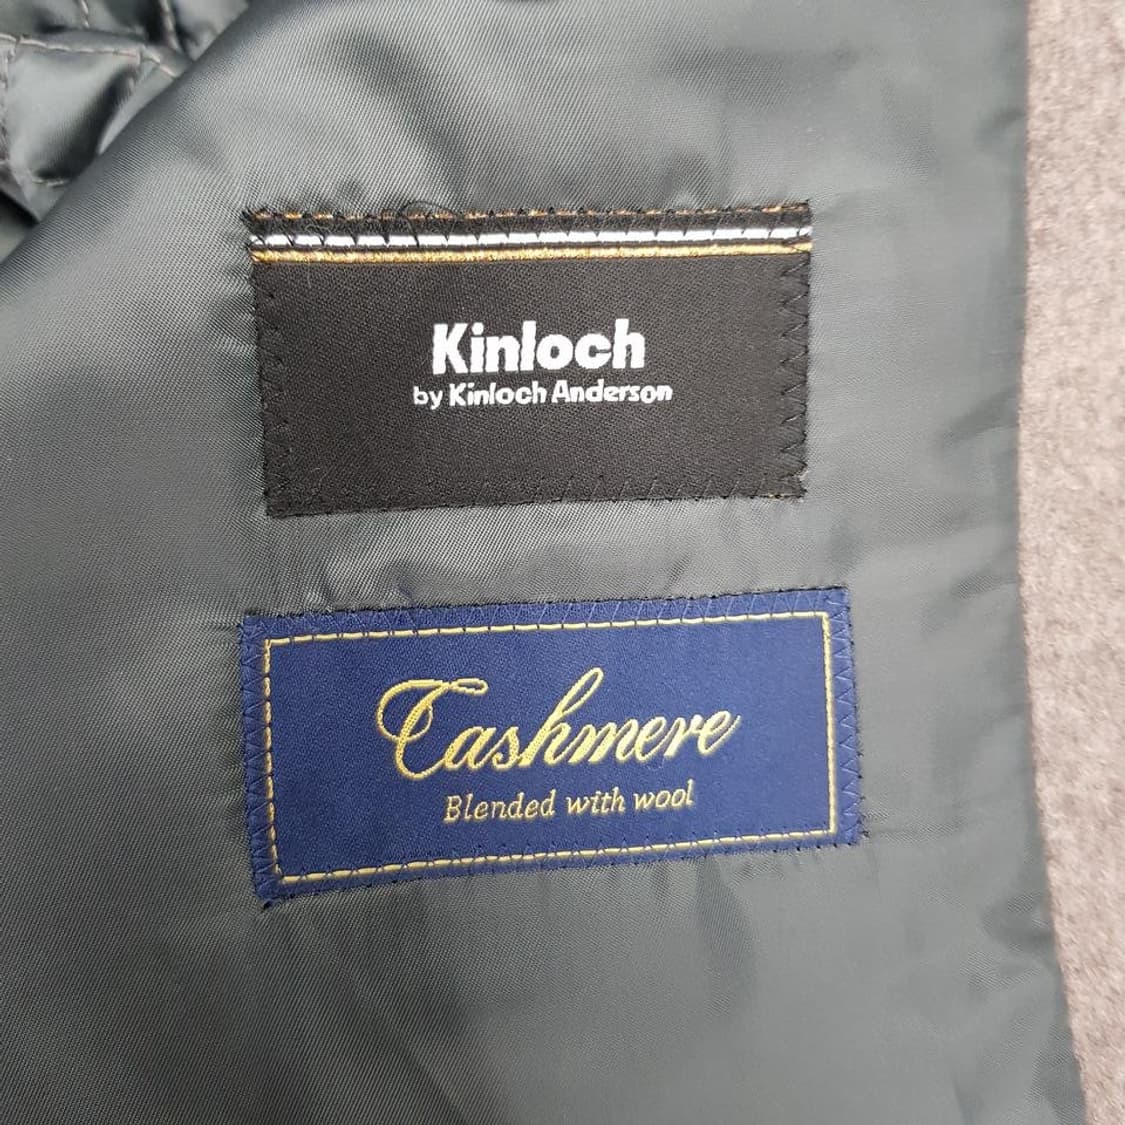 Kinloch
by Kinloch Anderson
Cashmere
Blended with wool